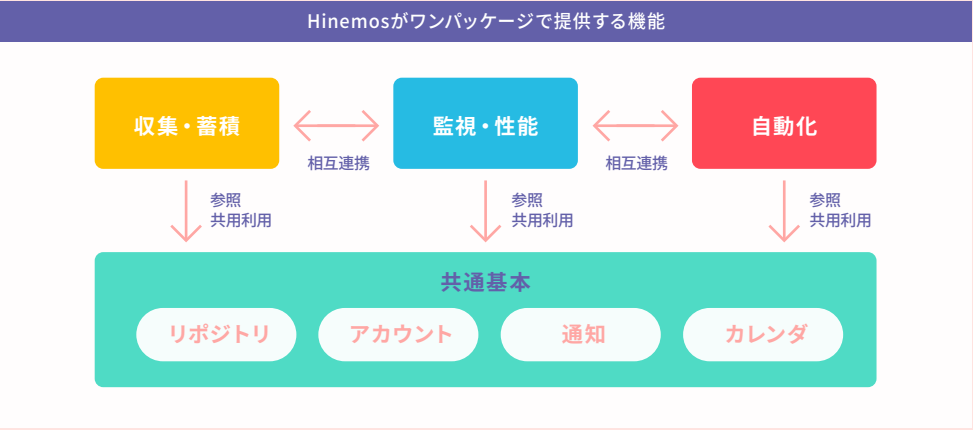 Hinemosがワンパッケージで提供する機能
収集・蓄積
監視・性能
自動化
相互連携
相互連携
参照
共用利用
参照
共用利用
参照
共用利用
共通基本
リポジトリ
アカウント
通知
カレンダ